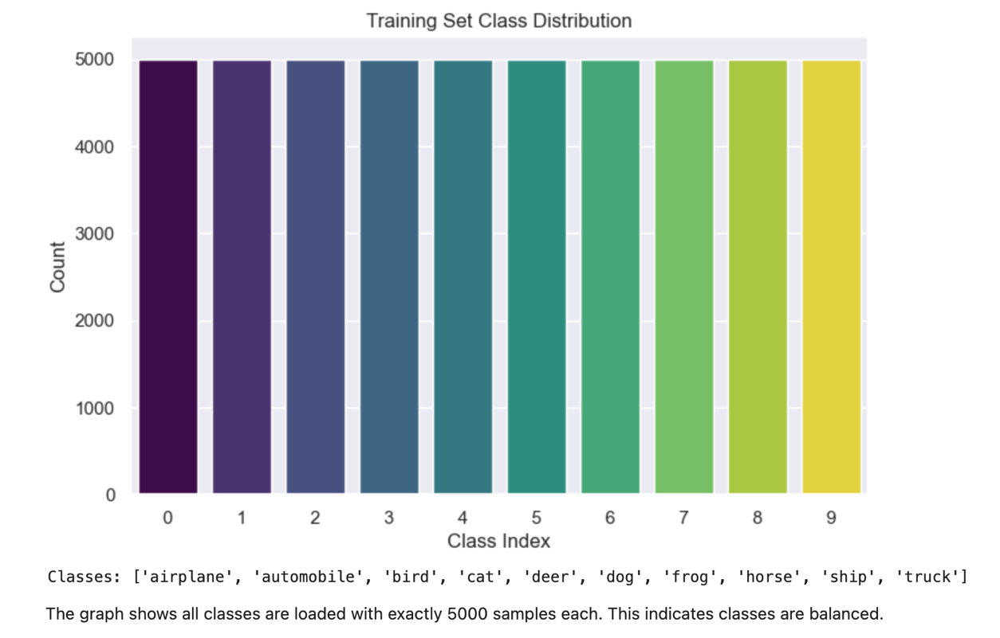 Training Set Class Distribution
5000
4000
3000
2000
1000
0
Count
0 1 2 3 4 5 6 7 8 9
Class Index
Classes: ['airplane', 'automobile', 'bird', 'cat', 'deer', 'dog', 'frog', 'horse', 'ship', 'truck']
The graph shows all classes are loaded with exactly 5000 samples each. This indicates classes are balanced.